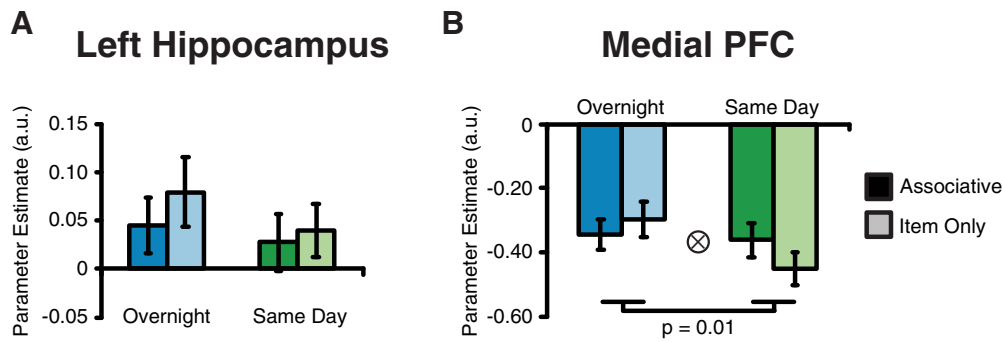 A
Left Hippocampus
Parameter Estimate (a.u.)
0.15
0.10
0.05
0
-0.05
Overnight
Same Day
B
Medial PFC
Parameter Estimate (a.u.)
Overnight
Same Day
0
-0.20
-0.40
-0.60
p = 0.01
Associative
Item Only